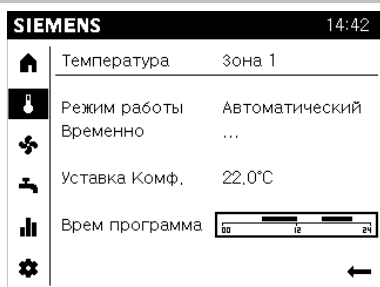 SIEMENS 14:42
Температура Зона 1
Режим работы Автоматический
Временно ...
Уставка Комф. 22,0°C
Врем программа 00 12 24